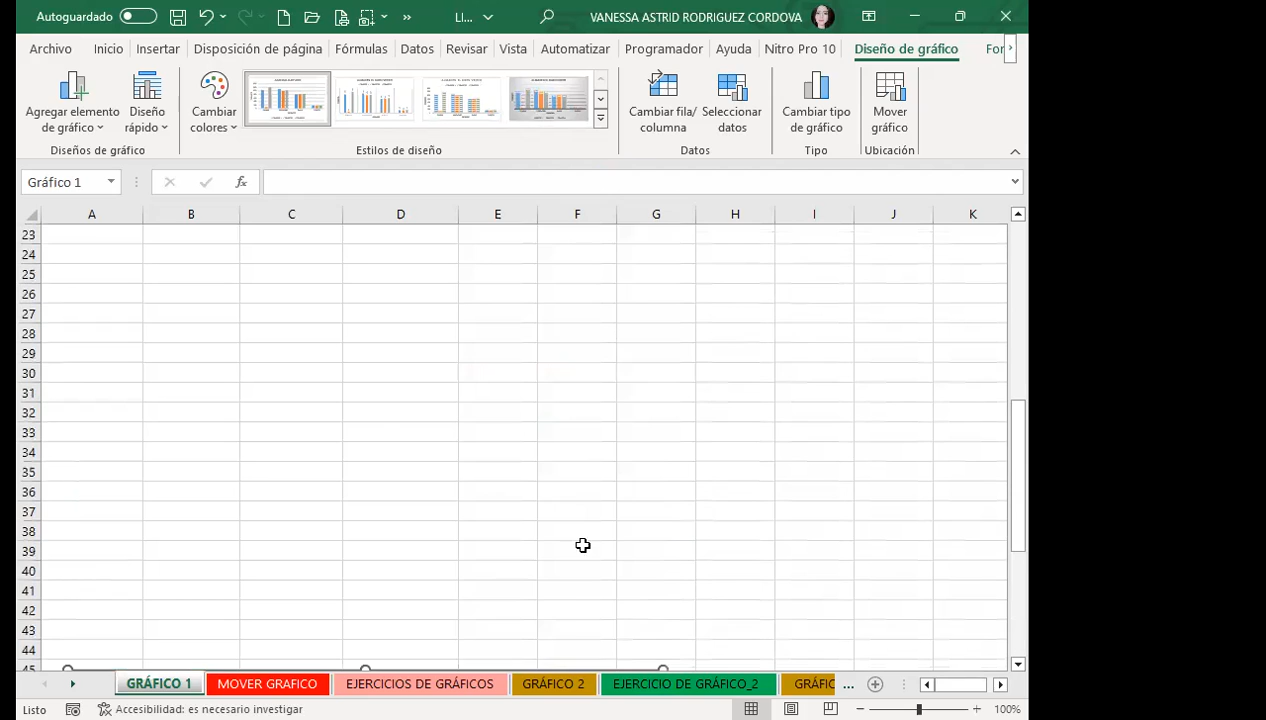 Autoguardado LI... VANESSA ASTRID RODRIGUEZ CORDOVA
Archivo Inicio Insertar Disposición de página Fórmulas Datos Revisar Vista Automatizar Programador Ayuda Nitro Pro 10 Diseño de gráfico For
Agregar elemento de gráfico
Diseño rápido
Cambiar colores
Cambiar fila/ columna
Seleccionar datos
Cambiar tipo de gráfico
Mover gráfico
Diseños de gráfico Estilos de diseño Datos Tipo Ubicación
Gráfico 1 fx
A B C D E F G H I J K
23
24
25
26
27
28
29
30
31
32
33
34
35
36
37
38
39
40
41
42
43
44
45
GRÁFICO 1 MOVER GRAFICO EJERCICIOS DE GRÁFICOS GRÁFICO 2 EJERCICIO DE GRÁFICO_2 GRÁFIC ...
Listo Accesibilidad: es necesario investigar 100%